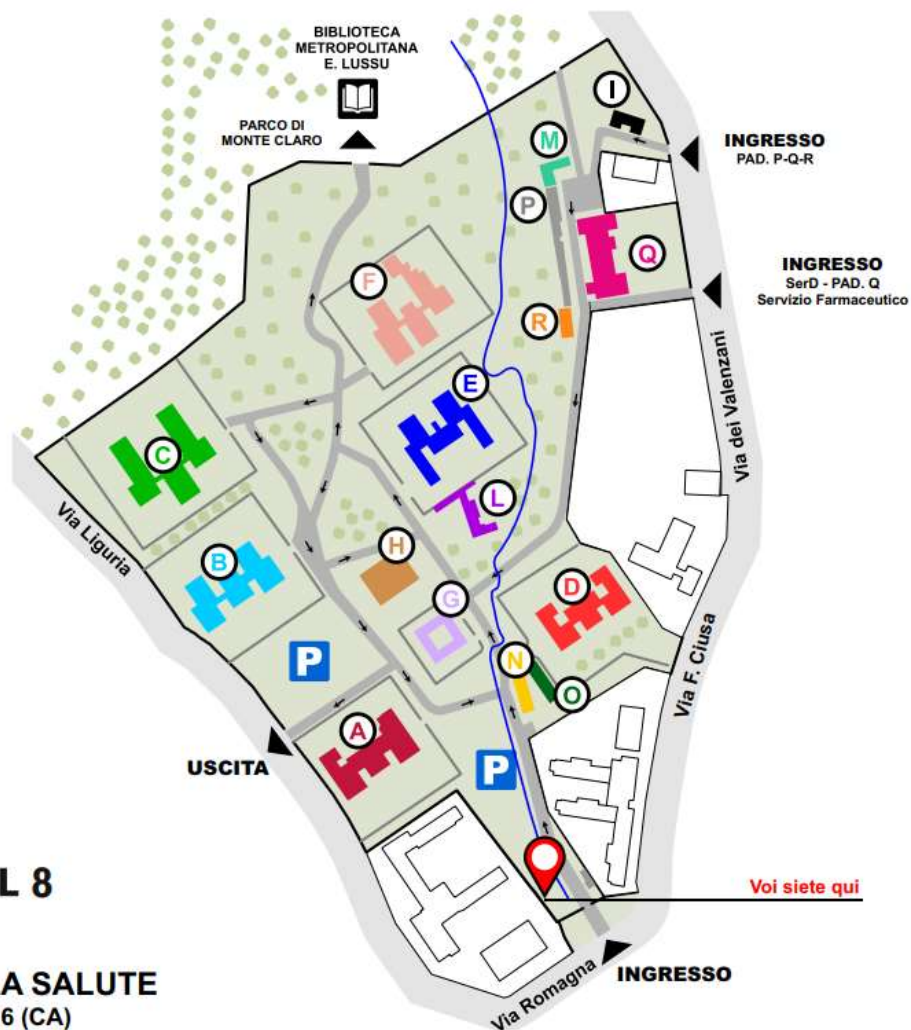 BIBLIOTECA
METROPOLITANA
E. LUSSU
PARCO DI
MONTE CLARO
I
M
INGRESSO
PAD. P-Q-R
P
Q
INGRESSO
SerD - PAD. Q
Servizio Farmaceutico
F
R
E
Via dei Valenzani
C
L
Via Liguria
H
B
D
G
P
N
O
Via F. Ciusa
A
USCITA
P
L 8
Voi siete qui
A SALUTE
6 (CA)
INGRESSO
Via Romagna